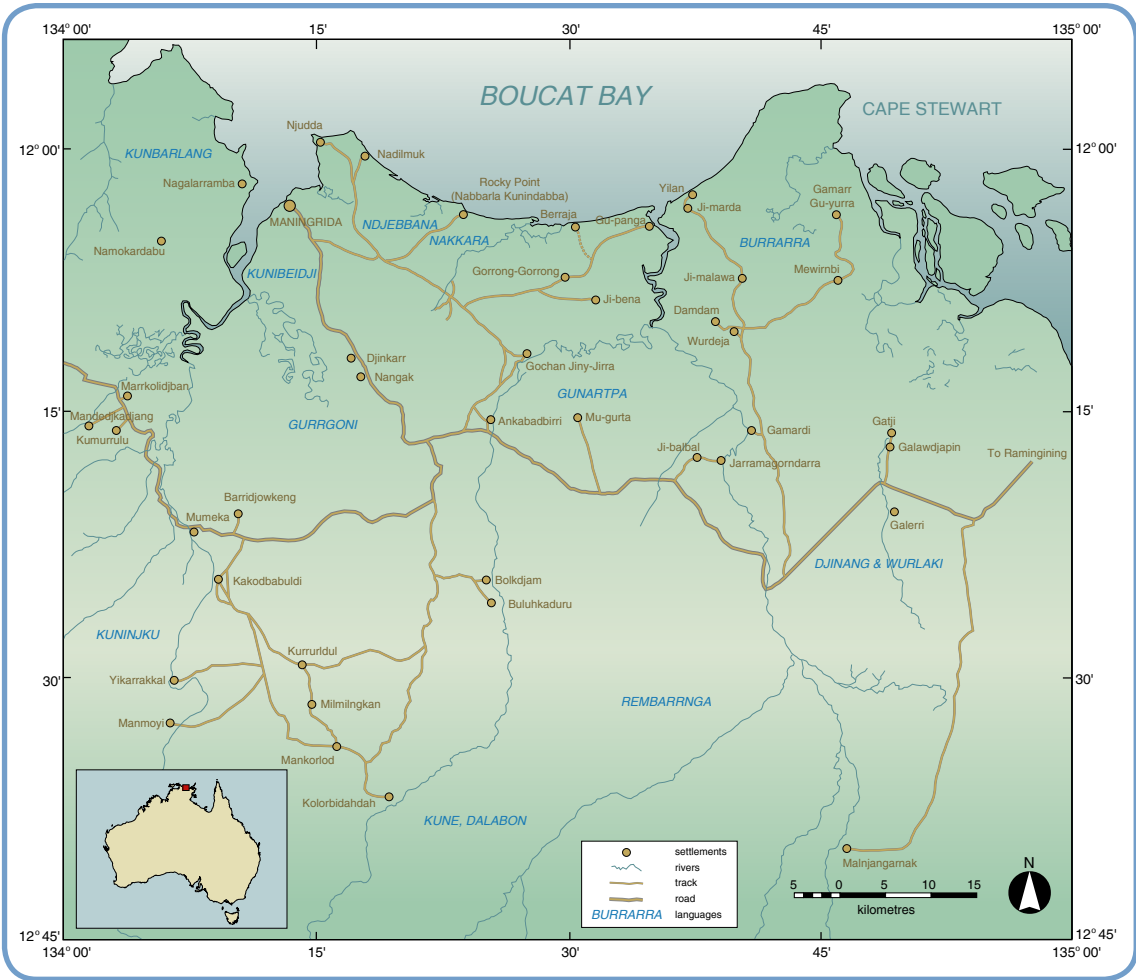 134° 00'
15'
30'
45'
135° 00'
BOUCAT BAY
CAPE STEWART
12° 00'
12° 00'
Njudda
Nadilmuk
KUNBARLANG
Nagalarramba
Rocky Point
(Nabbarla Kunindabba)
Yilan
Ji-marda
Gamarr
Gu-yurra
MANINGRIDA
NDJEBBANA
NAKKARA
Berraja
Gu-panga
BURRARRA
Namokardabu
KUNIBEIDJI
Gorrong-Gorrong
Ji-bena
Ji-malawa
Mewirnbi
Damdam
Wurdeja
Djinkarr
Nangak
Gochan Jiny-Jirra
GUNARTPA
Marrkolidjban
Mandedjkadjang
Kumurrulu
15'
15'
GURRGONI
Ankabadbirri
Mu-gurta
Gamardi
Gatji
Galawdjapin
Ji-balbal
Jarramagorndarra
To Ramingining
Barridjowkeng
Mumeka
Galerri
DJINANG & WURLAKI
Kakodbabuldi
Bolkdjam
Buluhkaduru
KUNINJKU
Kururldul
Yikarrakkal
30'
30'
Milmilngkan
REMBARRNGA
Manmoyi
Mankorlod
Kolorbidahdah
KUNE, DALABON
Malnjangamak
settlements
rivers
track
road
BURRARRA languages
5 0 5 10 15
kilometres
N
12° 45'
12° 45'
134° 00'
15'
30'
45'
135° 00'